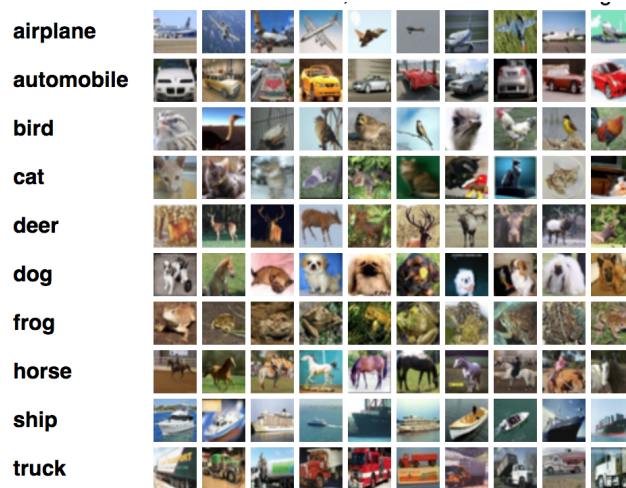 airplane
automobile
bird
cat
deer
dog
frog
horse
ship
truck